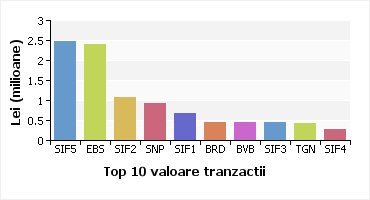 Lei (milioane)
3
2.5
2
1.5
1
0.5
0
SIF5 EBS SIF2 SNP SIF1 BRD BVB SIF3 TGN SIF4
Top 10 valoare tranzactii